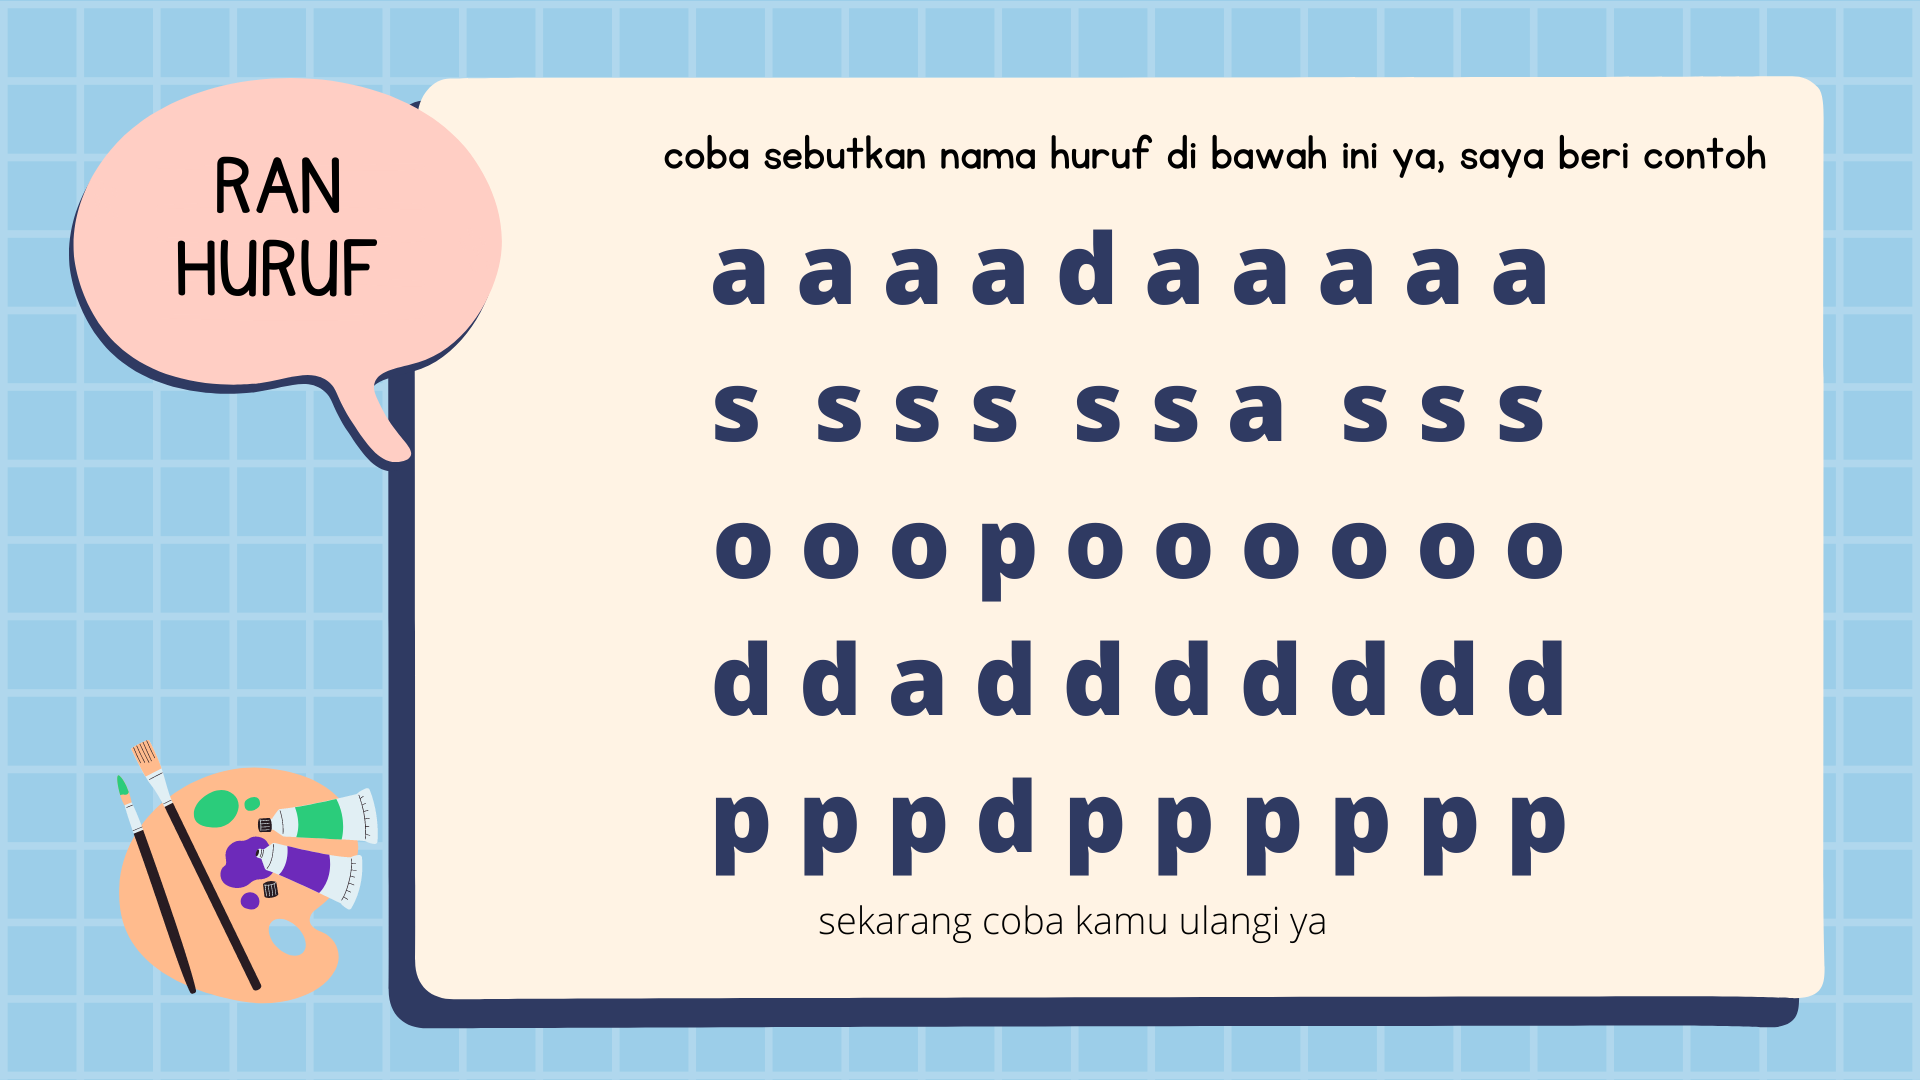 RAN
HURUF
coba sebutkan nama huruf di bawah ini ya, saya beri contoh
a a a a d a a a a a
s s s s s s a s s s
o o o p o o o o o o
d d a d d d d d d d
p p p d p p p p p p
sekarang coba kamu ulangi ya